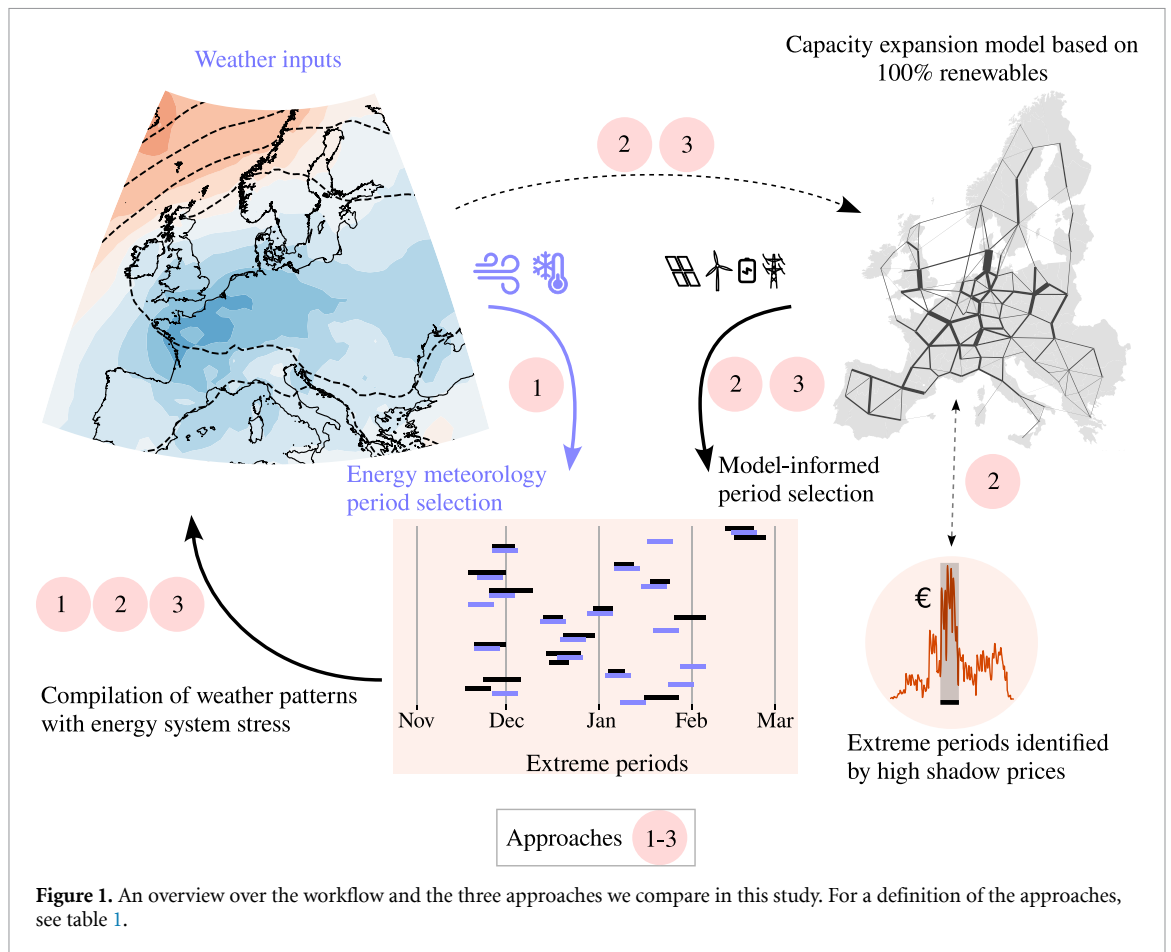 Weather inputs
Capacity expansion model based on
100% renewables
2 3
1
2 3
Energy meteorology
period selection
Model-informed
period selection
2
€
1 2 3
Compilation of weather patterns
with energy system stress
Nov Dec Jan Feb Mar
Extreme periods
Extreme periods identified
by high shadow prices
Approaches 1-3
Figure 1. An overview over the workflow and the three approaches we compare in this study. For a definition of the approaches,
see table 1.